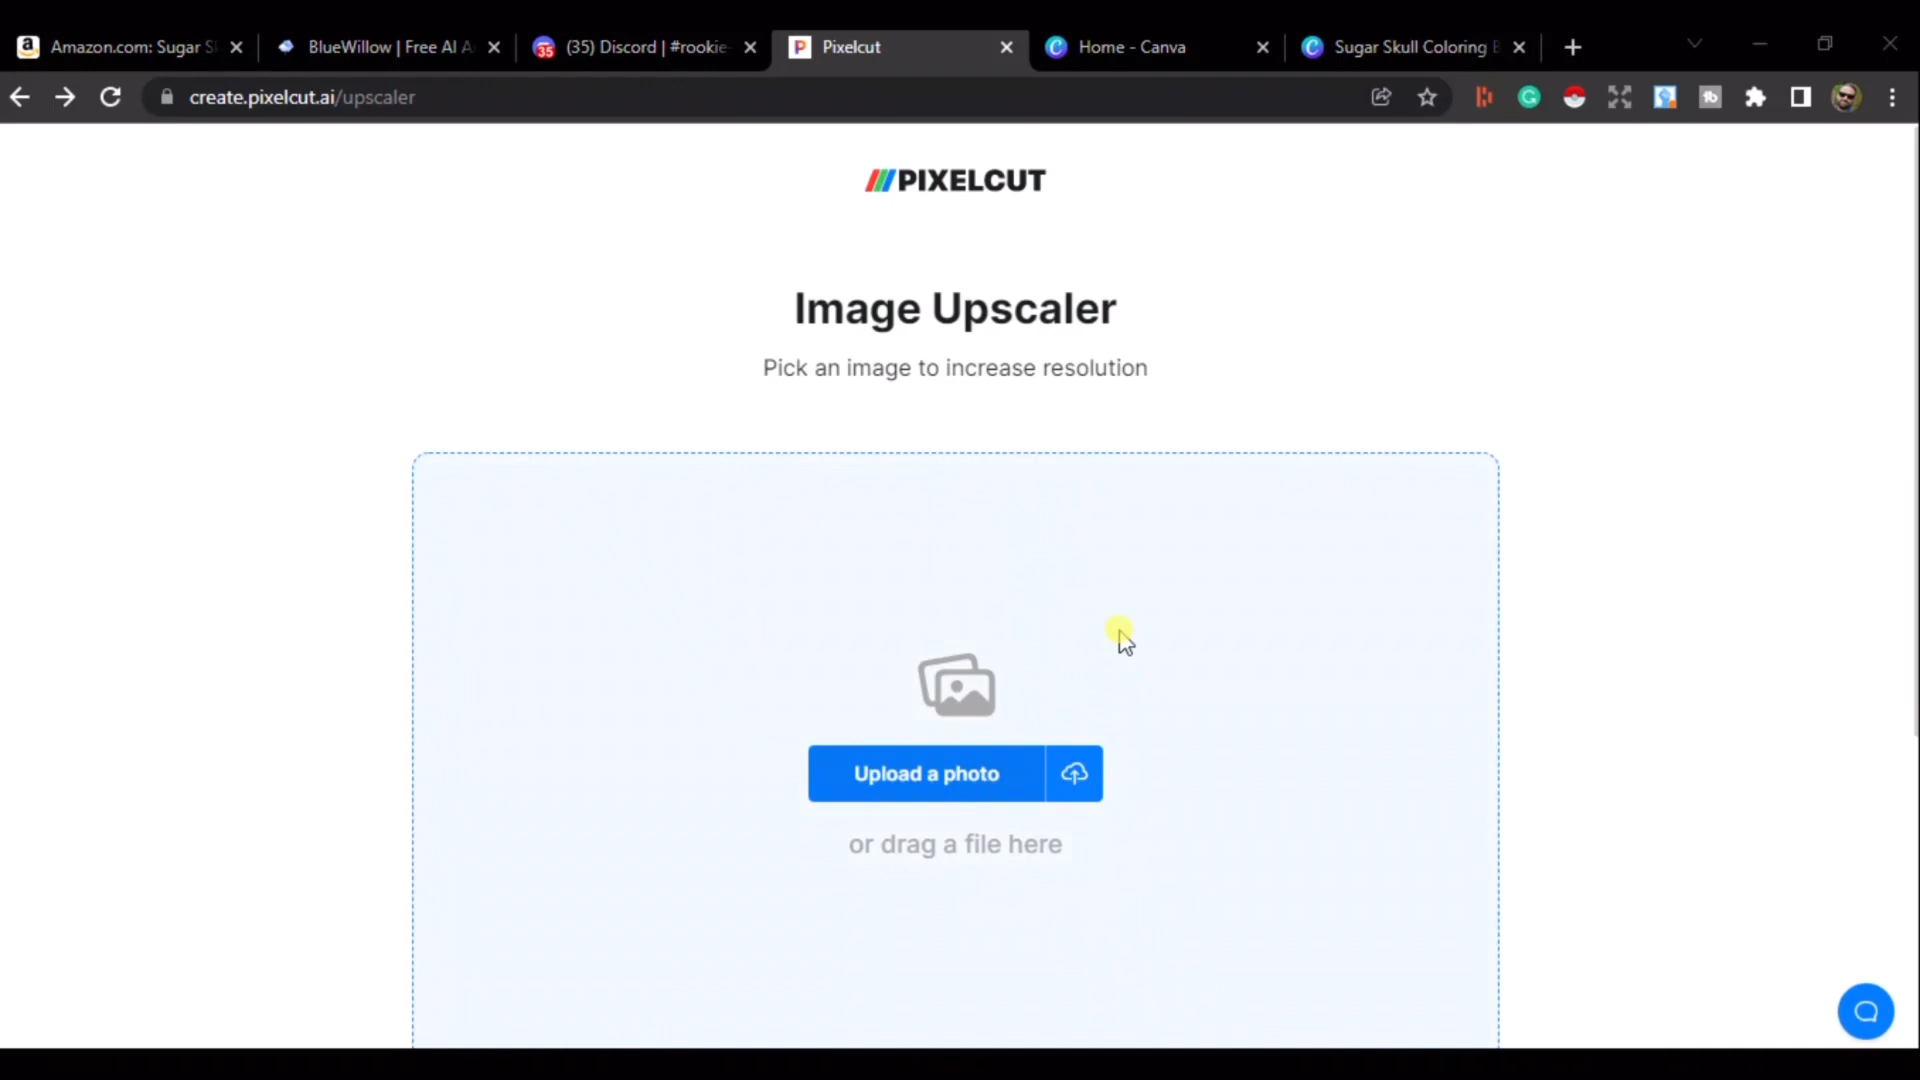 Amazon.com: Sugar S
BlueWillow | Free AI A
(35) Discord | #rookie-
Pixelcut
Home - Canva
Sugar Skull Coloring B
create.pixelcut.ai/upscaler
PIXELCUT
Image Upscaler
Pick an image to increase resolution
Upload a photo
or drag a file here